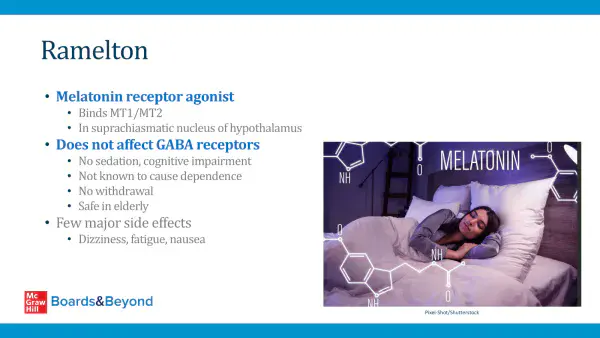 Ramelton
• Melatonin receptor agonist
• Binds MT1/MT2
• In suprachiasmatic nucleus of hypothalamus
• Does not affect GABA receptors
• No sedation, cognitive impairment
• Not known to cause dependence
• No withdrawal
• Safe in elderly
• Few major side effects
• Dizziness, fatigue, nausea
MELATONIN
NH
O
O
NH
O
NH
Mc
Graw
Hill
Boards&Beyond
Pixel-Shot/Shutterstock